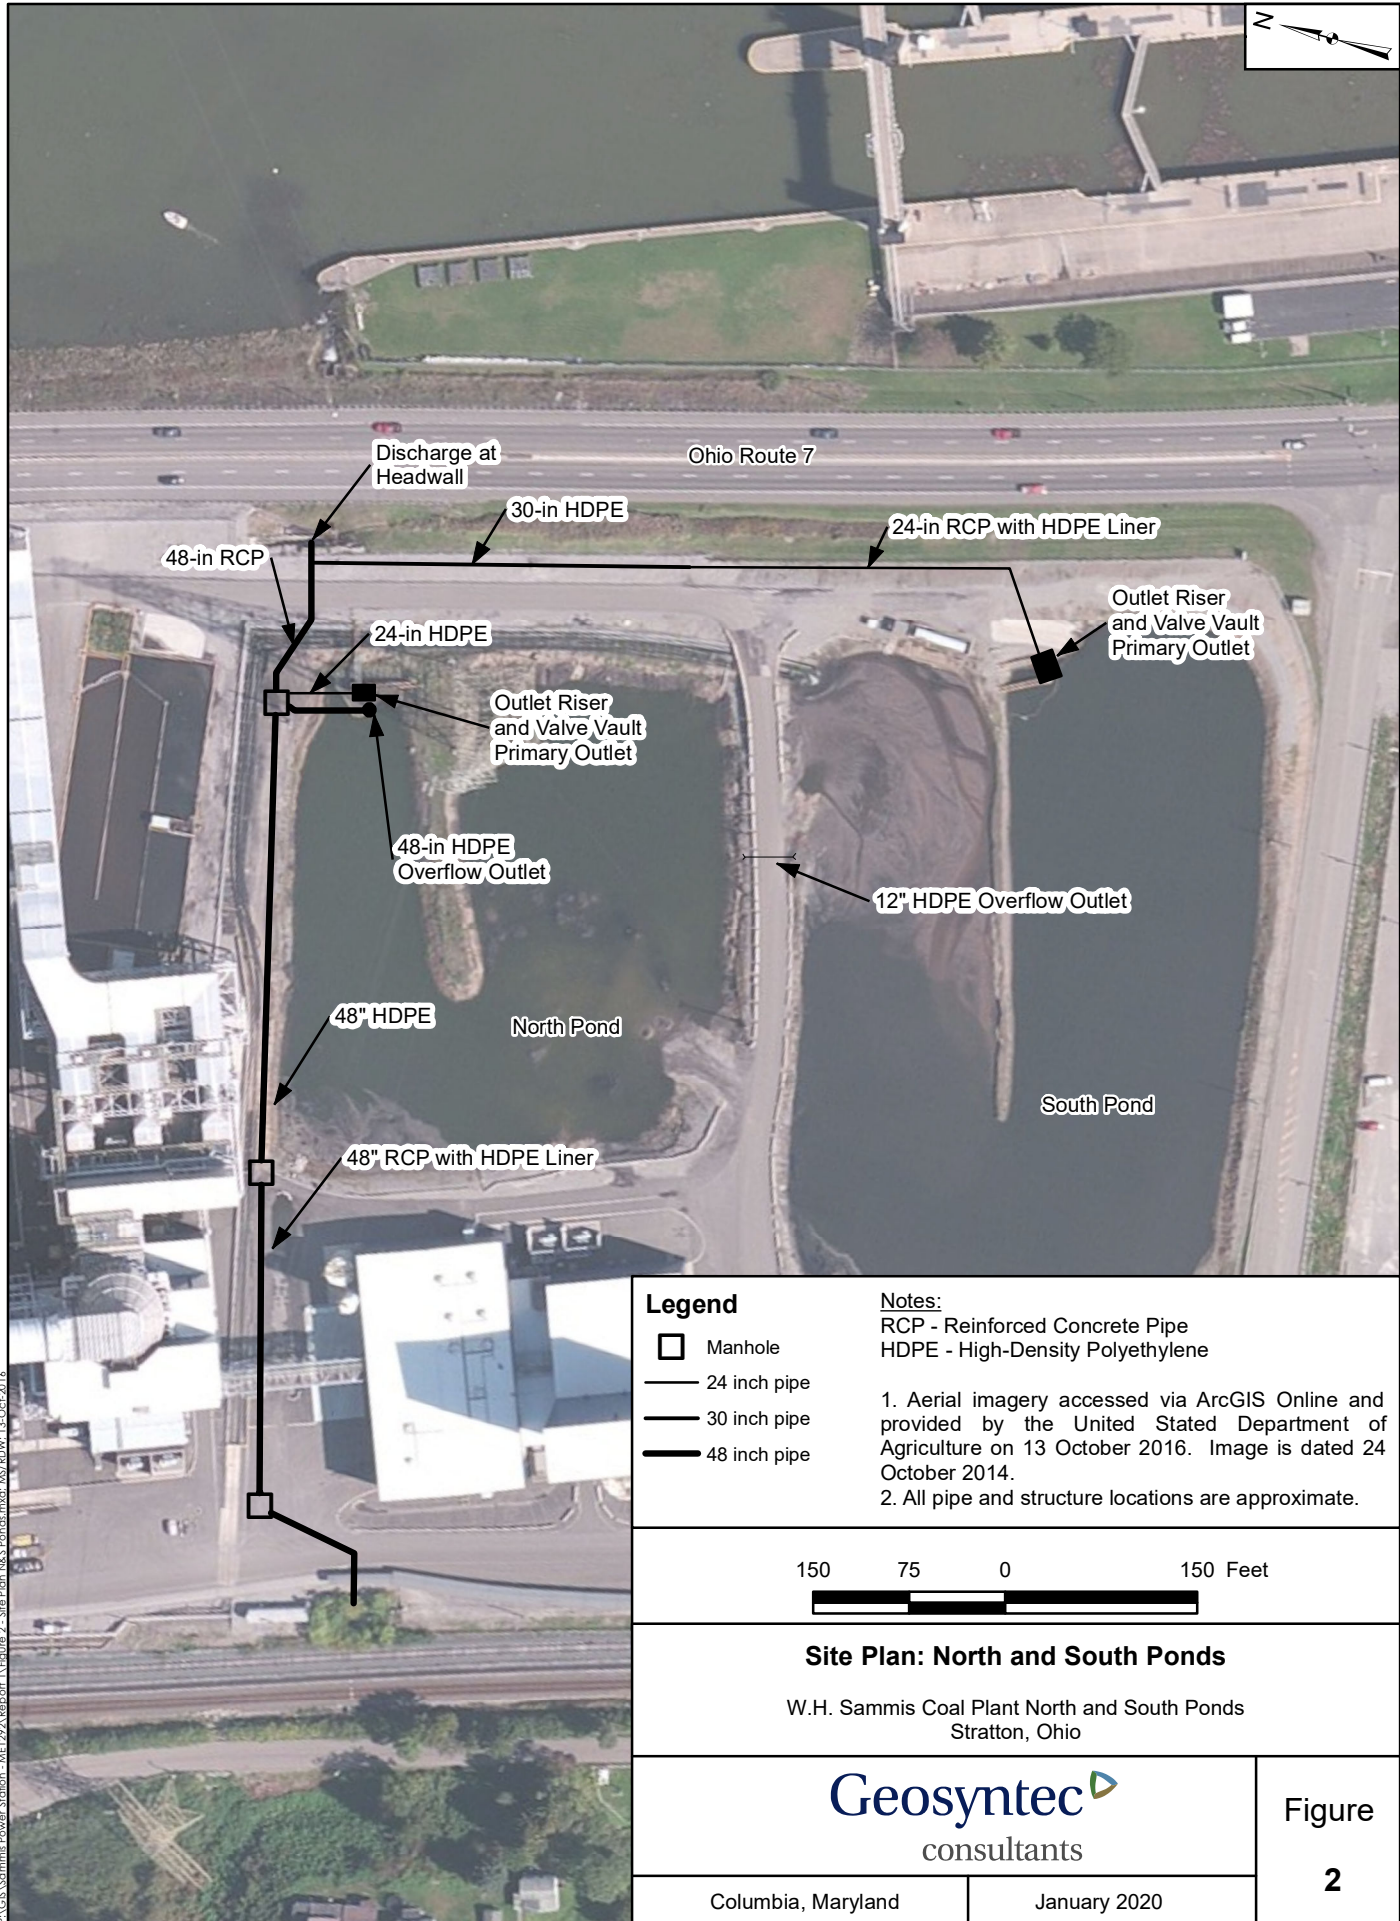 N
Discharge at
Headwall
Ohio Route 7
30-in HDPE
24-in RCP with HDPE Liner
48-in RCP
24-in HDPE
Outlet Riser
and Valve Vault
Primary Outlet
Outlet Riser
and Valve Vault
Primary Outlet
48-in HDPE
Overflow Outlet
12" HDPE Overflow Outlet
48" HDPE
North Pond
South Pond
48" RCP with HDPE Liner
Legend
Manhole
24 inch pipe
30 inch pipe
48 inch pipe
Notes:
RCP - Reinforced Concrete Pipe
HDPE - High-Density Polyethylene
1. Aerial imagery accessed via ArcGIS Online and
provided by the United Stated Department of
Agriculture on 13 October 2016. Image is dated 24
October 2014.
2. All pipe and structure locations are approximate.
150 75 0 150 Feet
Site Plan: North and South Ponds
W.H. Sammis Coal Plant North and South Ponds
Stratton, Ohio
Geosyntec
consultants
Figure
2
Columbia, Maryland
January 2020